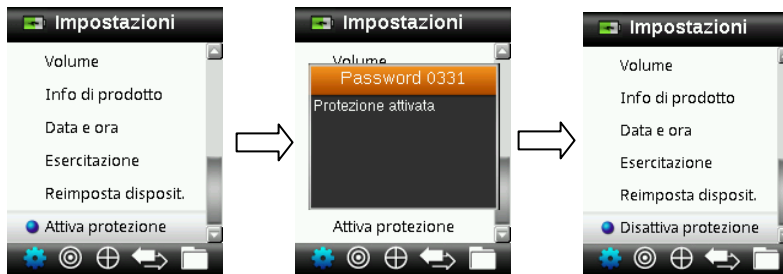 Impostazioni
Volume
Info di prodotto
Data e ora
Esercitazione
Reimposta disposit.
Attiva protezione
Impostazioni
Volume
Password 0331
Protezione attivata
Attiva protezione
Impostazioni
Volume
Info di prodotto
Data e ora
Esercitazione
Reimposta disposit.
Disattiva protezione